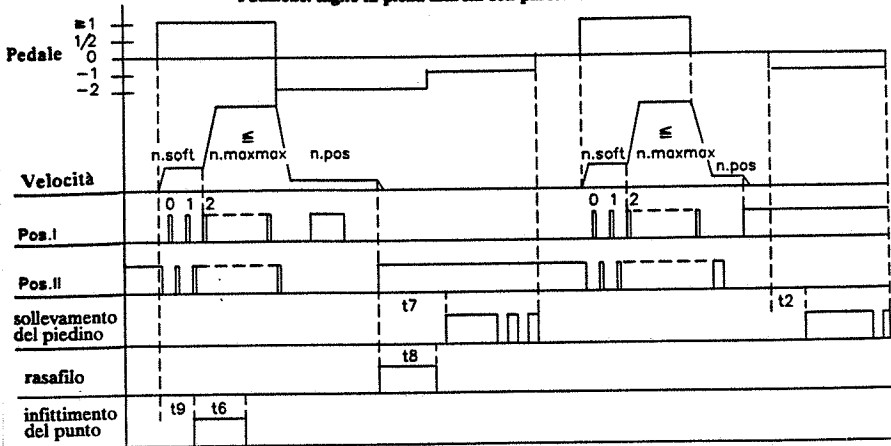 ≧1
1/2
Pedale 0
-1
-2
n.soft ≦ n.maxmax n.pos n.soft ≦ n.maxmax n.pos
Velocità
0 1 2 0 1 2
Pos.I
Pos.II
t7 t2
sollevamento
del piedino
t8
rasafilo
infittimento t9 t6
del punto